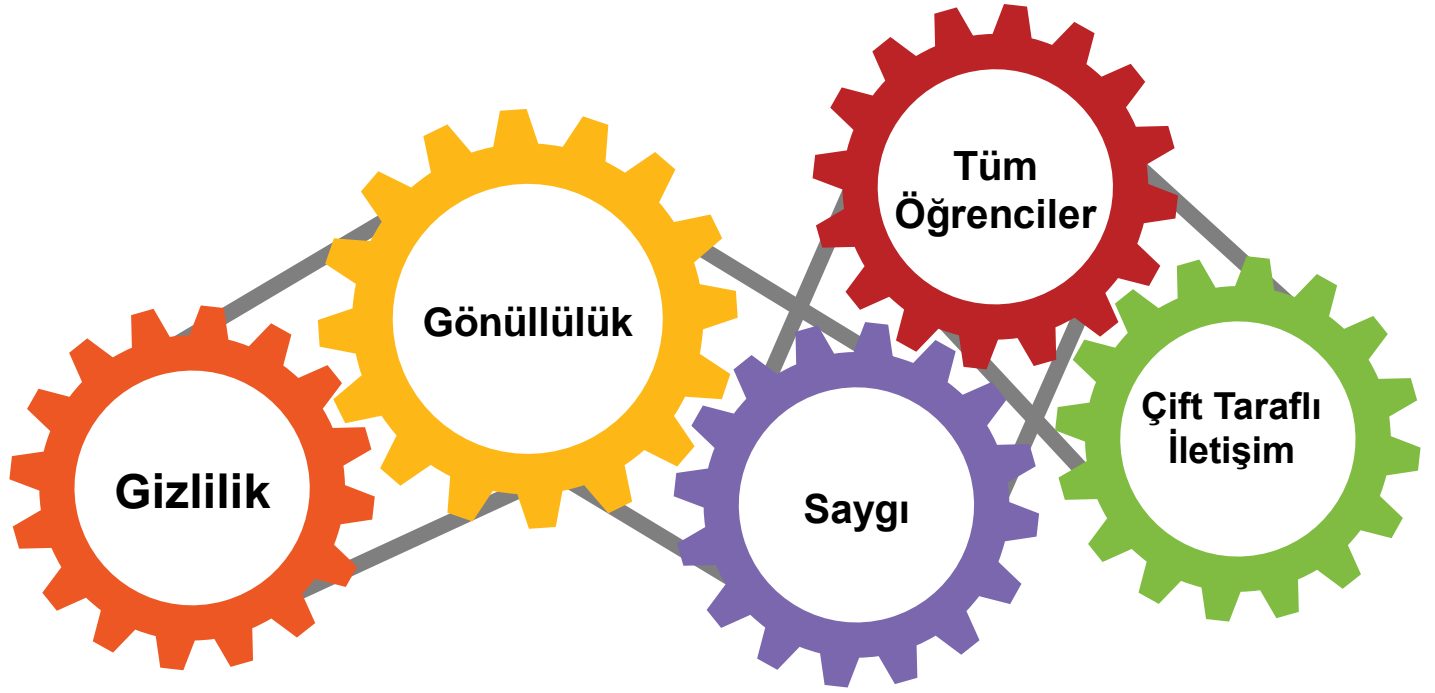 Gizlilik
Gönüllülük
Saygı
Tüm
Öğrenciler
Çift Taraflı
İletişim